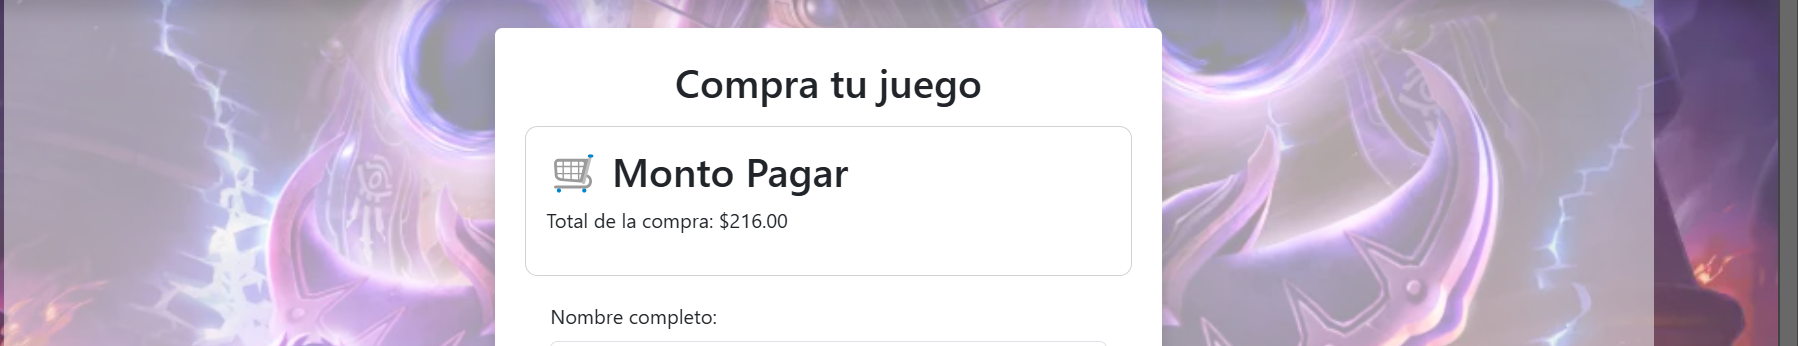 Compra tu juego
🛒 Monto Pagar
Total de la compra: $216.00
Nombre completo: